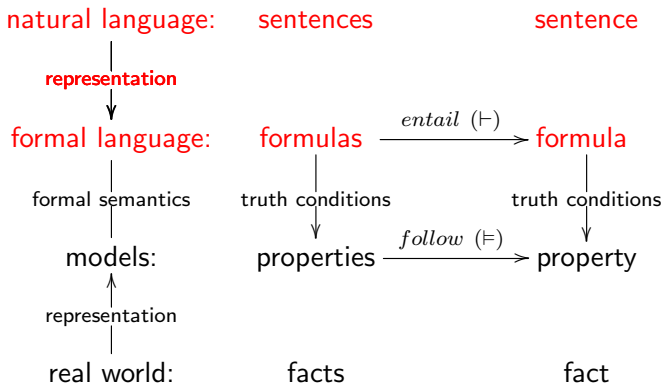 natural language: sentences sentence
representation
formal language: formulas entail (⊢) formula
formal semantics truth conditions truth conditions
models: properties follow (⊨) property
representation
real world: facts fact